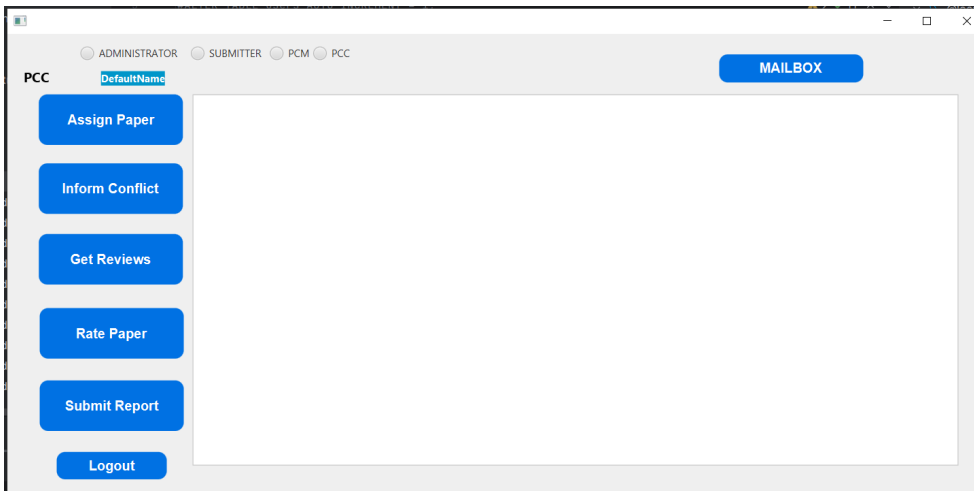 ADMINISTRATOR SUBMITTER PCM PCC
MAILBOX
PCC DefaultName
Assign Paper
Inform Conflict
Get Reviews
Rate Paper
Submit Report
Logout